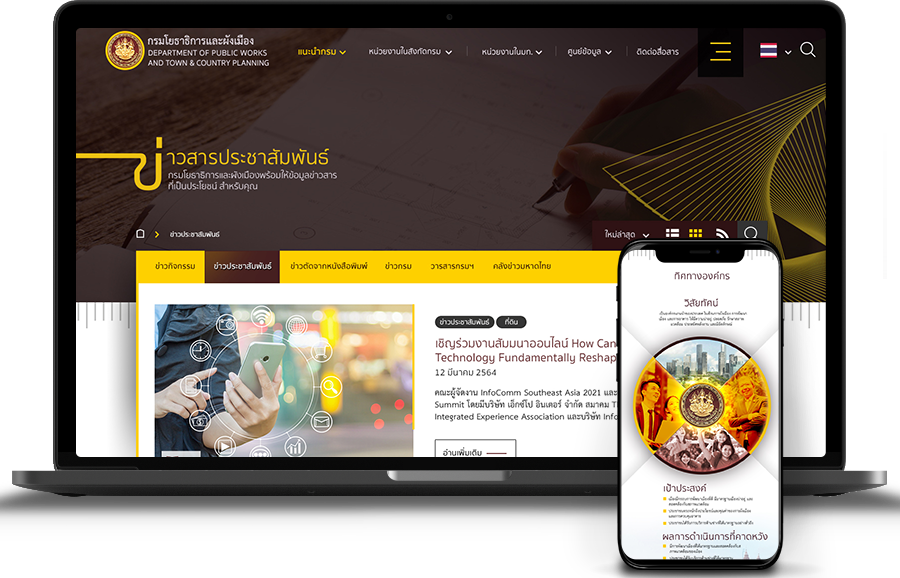 กรมโยธาธิการและผังเมือง
DEPARTMENT OF PUBLIC WORKS
AND TOWN & COUNTRY PLANNING
แนะนำกรม
หน่วยงานในสังกัดกรม
หน่วยงานในมท.
ศูนย์ข้อมูล
ติดต่อสื่อสาร
ข่าวสารประชาสัมพันธ์
กรมโยธาธิการและผังเมืองพร้อมให้ข้อมูลข่าวสาร
ที่เป็นประโยชน์ สำหรับคุณ
ข่าวประชาสัมพันธ์
ใหม่ล่าสุด
ข่าวกิจกรรม
ข่าวประชาสัมพันธ์
ข่าวตัดจากหนังสือพิมพ์
ข่าวกรม
วารสารกรมฯ
คลังข่าวมหาดไทย
ข่าวประชาสัมพันธ์
ที่ดิน
เชิญร่วมงานสัมมนาออนไลน์ How Can
Technology Fundamentally Reshap
12 มีนาคม 2564
คณะผู้จัดงาน InfoComm Southeast Asia 2021 และ
Summit โดยมีบริษัท เอ็กซ์โป อินเตอร์ จำกัด สมาคม T
Integrated Experience Association และบริษัท Info
อ่านเพิ่มเติม
ทิศทางองค์กร
วิสัยทัศน์
เป้าประสงค์
ผลการดำเนินการที่คาดหวัง